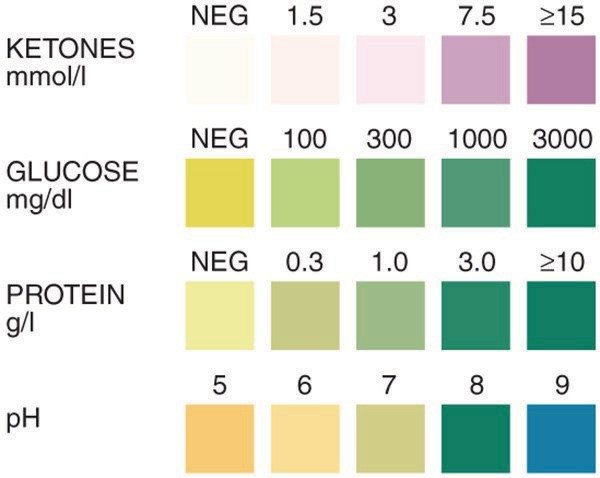 NEG 1.5 3 7.5 ≥15
KETONES
mmol/l
NEG 100 300 1000 3000
GLUCOSE
mg/dl
NEG 0.3 1.0 3.0 ≥10
PROTEIN
g/l
5 6 7 8 9
pH